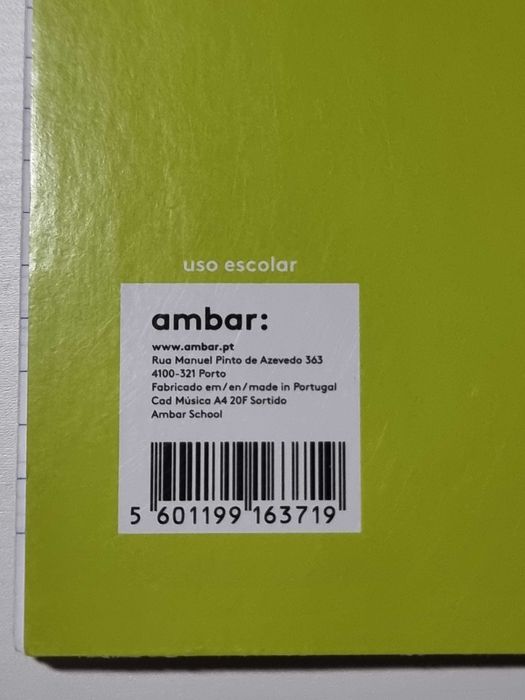 uso escolar
ambar:
www.ambar.pt
Rua Manuel Pinto de Azevedo 363
4100-321 Porto
Fabricado em/en/made in Portugal
Cad Música A4 20F Sortido
Ambar School
5 601199 163719